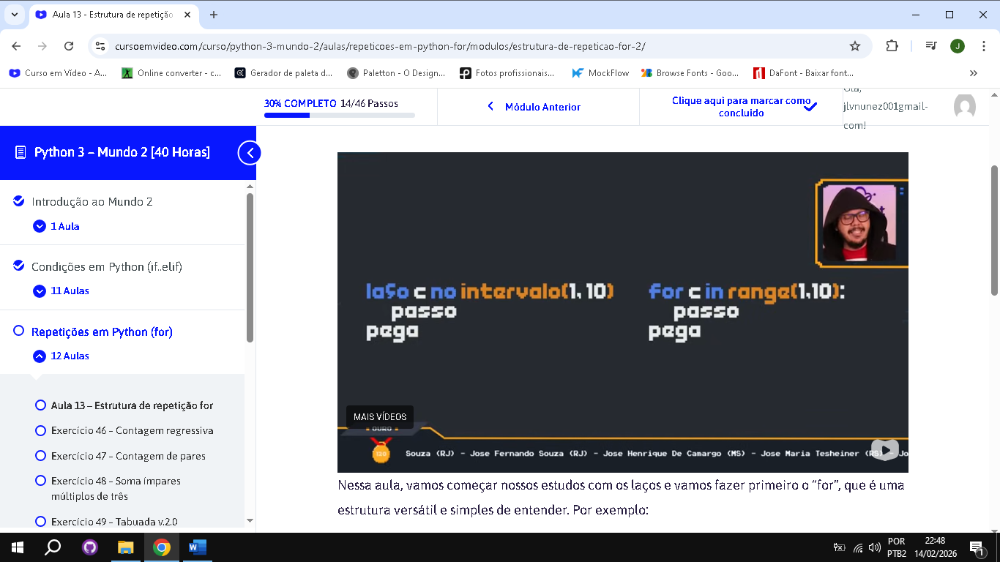 Aula 13 - Estrutura de repetição
cursoemvideo.com/curso/python-3-mundo-2/aulas/repeticoes-em-python-for/modulos/estrutura-de-repeticao-for-2/
J
Curso em Vídeo - A...
Online converter - c...
Gerador de paleta d...
Paletton - O Design...
Fotos profissionais...
MockFlow
Browse Fonts - Goo...
DaFont - Baixar font...
30% COMPLETO 14/46 Passos
Módulo Anterior
Clique aqui para marcar como
concluido
Olá,
jlvnunez001gmail-
com!
Python 3 – Mundo 2 [40 Horas]
Introdução ao Mundo 2
1 Aula
Condições em Python (if..elif)
11 Aulas
Repetições em Python (for)
12 Aulas
Aula 13 – Estrutura de repetição for
Exercício 46 – Contagem regressiva
Exercício 47 – Contagem de pares
Exercício 48 – Soma ímpares
múltiplos de três
Exercício 49 – Tabuada v.2.0
laço c no intervalo(1, 10)
passo
pega
for c in range(1,10):
passo
pega
MAIS VÍDEOS
OURO
Souza (RJ) - Jose Fernando Souza (RJ) - Jose Henrique De Camargo (MS) - Jose Maria Tesheiner (RS) - Jo
Nessa aula, vamos começar nossos estudos com os laços e vamos fazer primeiro o “for”, que é uma
estrutura versátil e simples de entender. Por exemplo:
POR
PTB2
22:48
14/02/2026
1